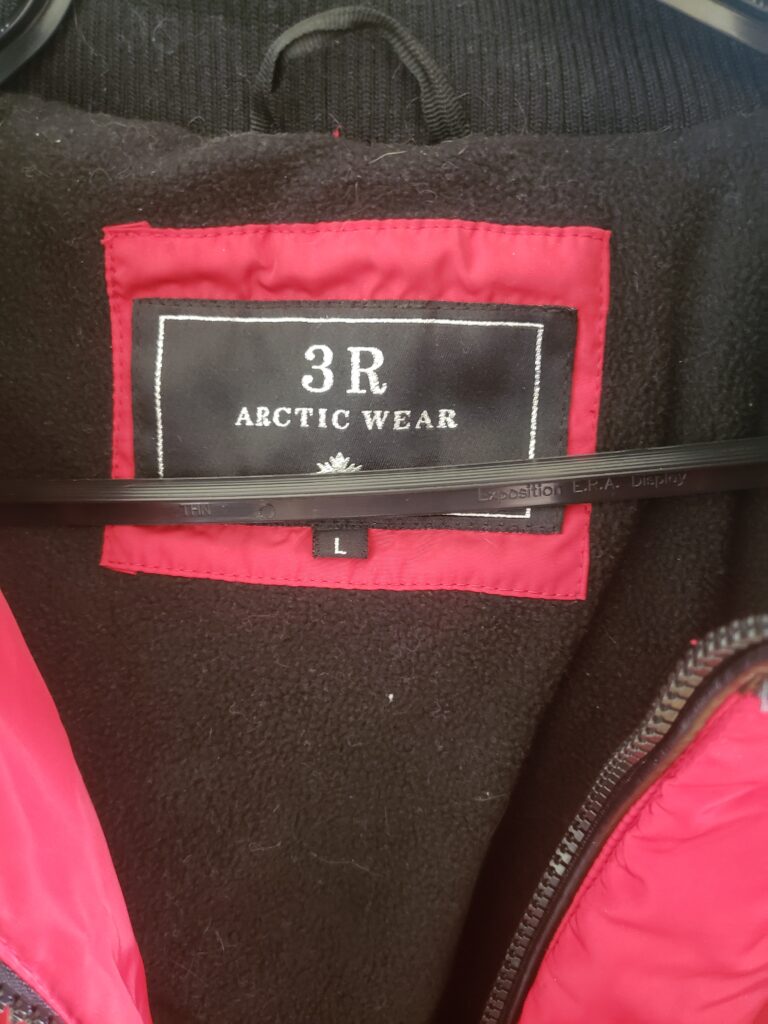 3R
ARCTIC WEAR
Exposition E.R.A. Display
L